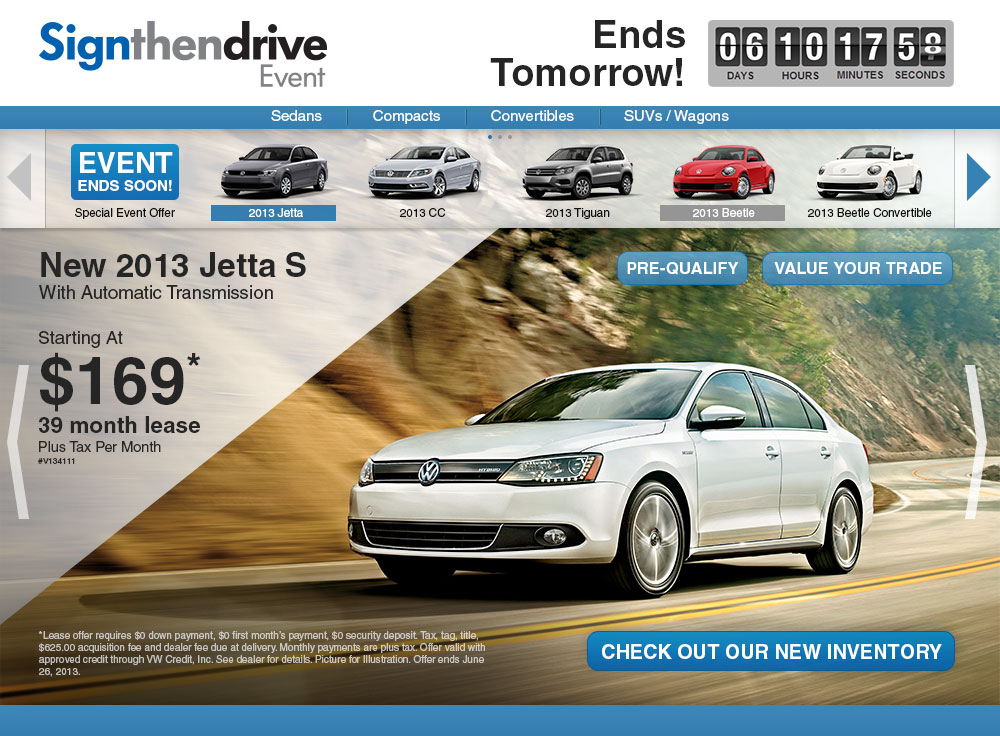 Signthendrive
Event
Ends
Tomorrow!
06 10 17 58
DAYS HOURS MINUTES SECONDS
Sedans Compacts Convertibles SUVs / Wagons
EVENT
ENDS SOON!
Special Event Offer 2013 Jetta 2013 CC 2013 Tiguan 2013 Beetle 2013 Beetle Convertible
New 2013 Jetta S
With Automatic Transmission
PRE-QUALIFY VALUE YOUR TRADE
Starting At
$169*
39 month lease
Plus Tax Per Month
#V134111
HYBRID
*Lease offer requires $0 down payment, $0 first month's payment, $0 security deposit. Tax, tag, title,
$625.00 acquisition fee and dealer fee due at delivery. Monthly payments are plus tax. Offer valid with
approved credit through VW Credit, Inc. See dealer for details. Picture for Illustration. Offer ends June
26, 2013.
CHECK OUT OUR NEW INVENTORY